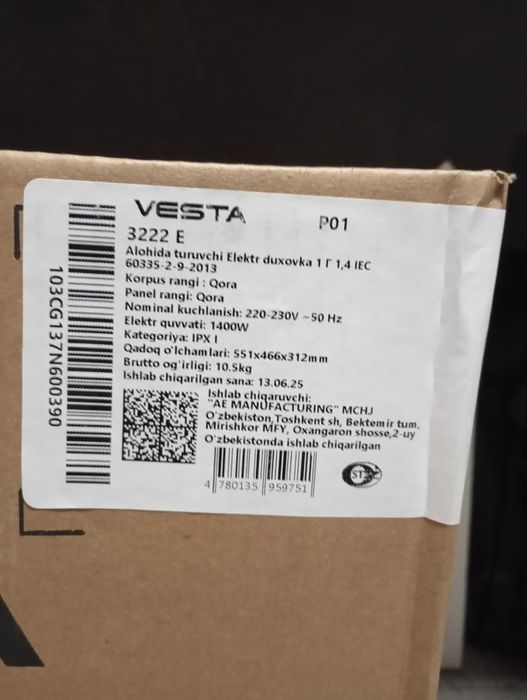 VESTA P01
3222 E
Alohida turuvchi Elektr duxovka 1 Г 1,4 IEC
60335-2-9-2013
Korpus rangi : Qora
Panel rangi: Qora
Nominal kuchlanish: 220-230V ~50 Hz
Elektr quvvati: 1400W
Kategoriya: IPX I
Qadoq o'lchamlari: 551x466x312mm
Brutto og'irligi: 10.5kg
Ishlab chiqarilgan sana: 13.06.25
Ishlab chiqaruvchi:
"AE MANUFACTURING" MCHJ
O'zbekiston,Toshkent sh, Bektemir tum,
Mirishkor MFY, Oxangaron shosse,2-uy
O'zbekistonda ishlab chiqarilgan
4 780135 959751
103CG137N600390